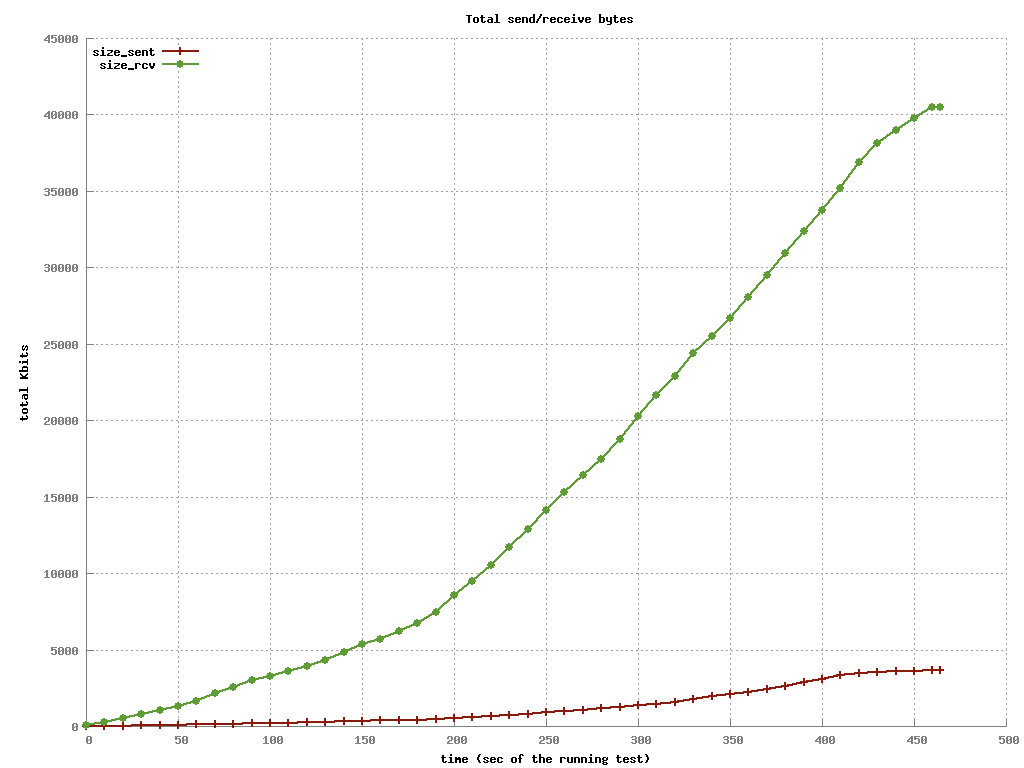 Total send/receive bytes
45000
size_sent
size_rcv
40000
35000
30000
25000
total Kbits
20000
15000
10000
5000
0
0 50 100 150 200 250 300 350 400 450 500
time (sec of the running test)